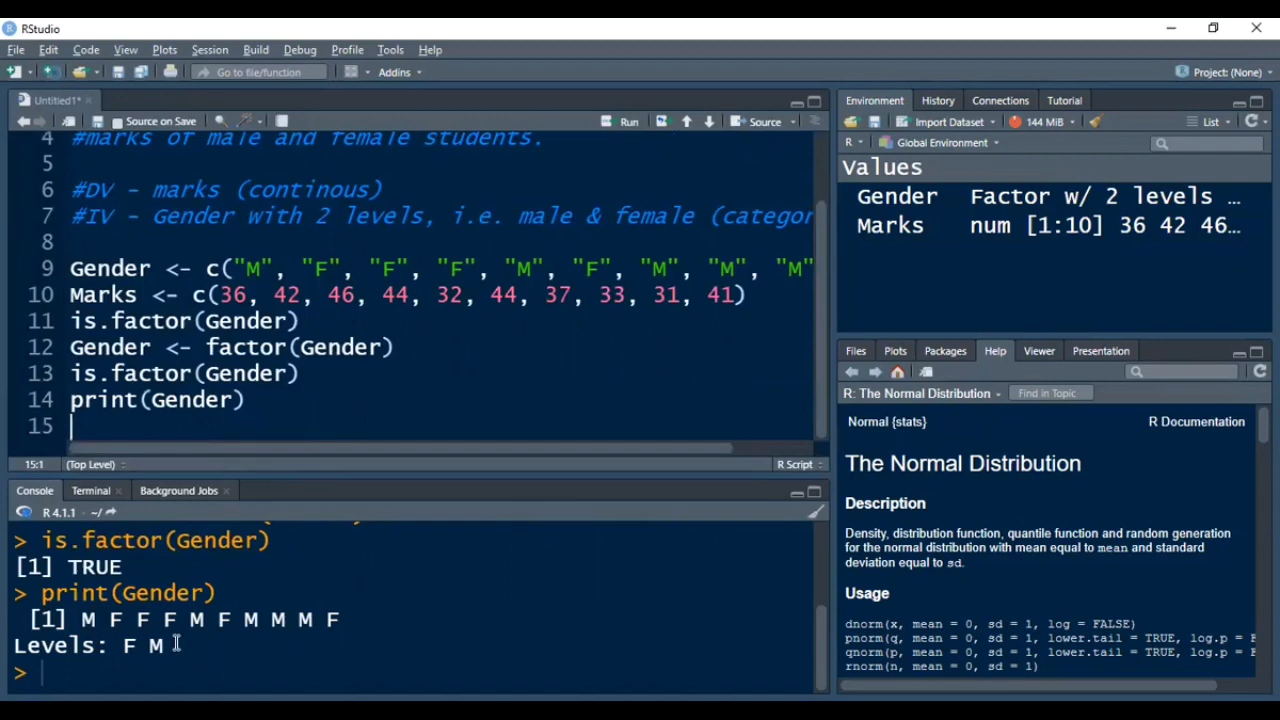 RStudio
File Edit Code View Plots Session Build Debug Profile Tools Help
Go to file/function Addins Project: (None)
Untitled1*
Source on Save Run Source
4 #marks of male and female students.
5
6 #DV - marks (continous)
7 #IV - Gender with 2 levels, i.e. male & female (categor
8
9 Gender <- c("M", "F", "F", "F", "M", "F", "M", "M", "M"
10 Marks <- c(36, 42, 46, 44, 32, 44, 37, 33, 31, 41)
11 is.factor(Gender)
12 Gender <- factor(Gender)
13 is.factor(Gender)
14 print(Gender)
15
15:1 (Top Level) R Script
Console Terminal Background Jobs
R 4.1.1 · ~/
> is.factor(Gender)
[1] TRUE
> print(Gender)
[1] M F F F M F M M M F
Levels: F M
>
Environment History Connections Tutorial
Import Dataset 144 MiB List
R Global Environment
Values
Gender Factor w/ 2 levels …
Marks num [1:10] 36 42 46…
Files Plots Packages Help Viewer Presentation
R: The Normal Distribution Find in Topic
Normal {stats} R Documentation
The Normal Distribution
Description
Density, distribution function, quantile function and random generation
for the normal distribution with mean equal to mean and standard
deviation equal to sd.
Usage
dnorm(x, mean = 0, sd = 1, log = FALSE)
pnorm(q, mean = 0, sd = 1, lower.tail = TRUE, log.p = F
qnorm(p, mean = 0, sd = 1, lower.tail = TRUE, log.p = F
rnorm(n, mean = 0, sd = 1)